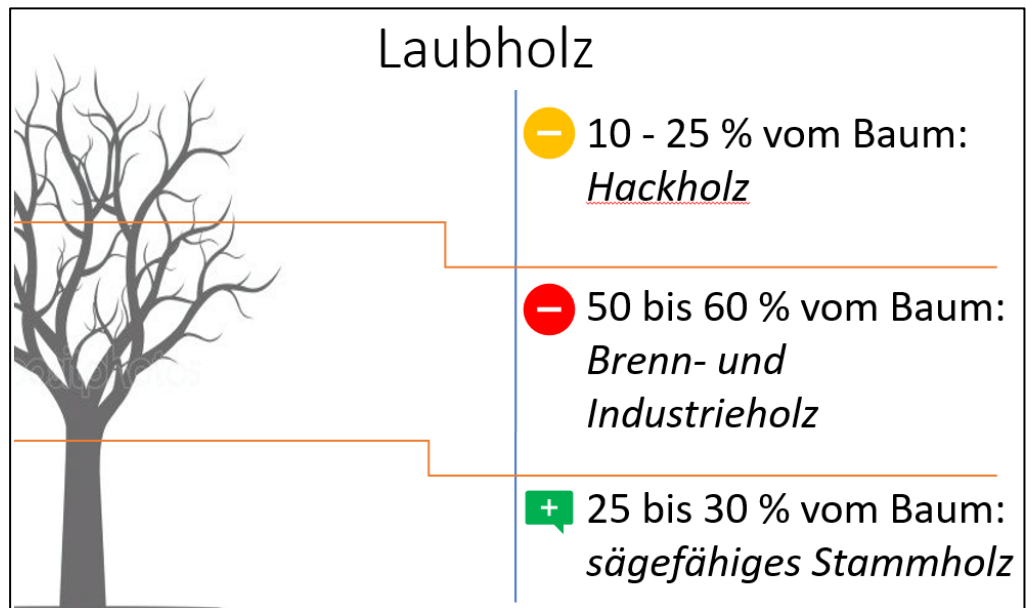 Laubholz
10 - 25 % vom Baum:
Hackholz
50 bis 60 % vom Baum:
Brenn- und
Industrieholz
25 bis 30 % vom Baum:
sägefähiges Stammholz